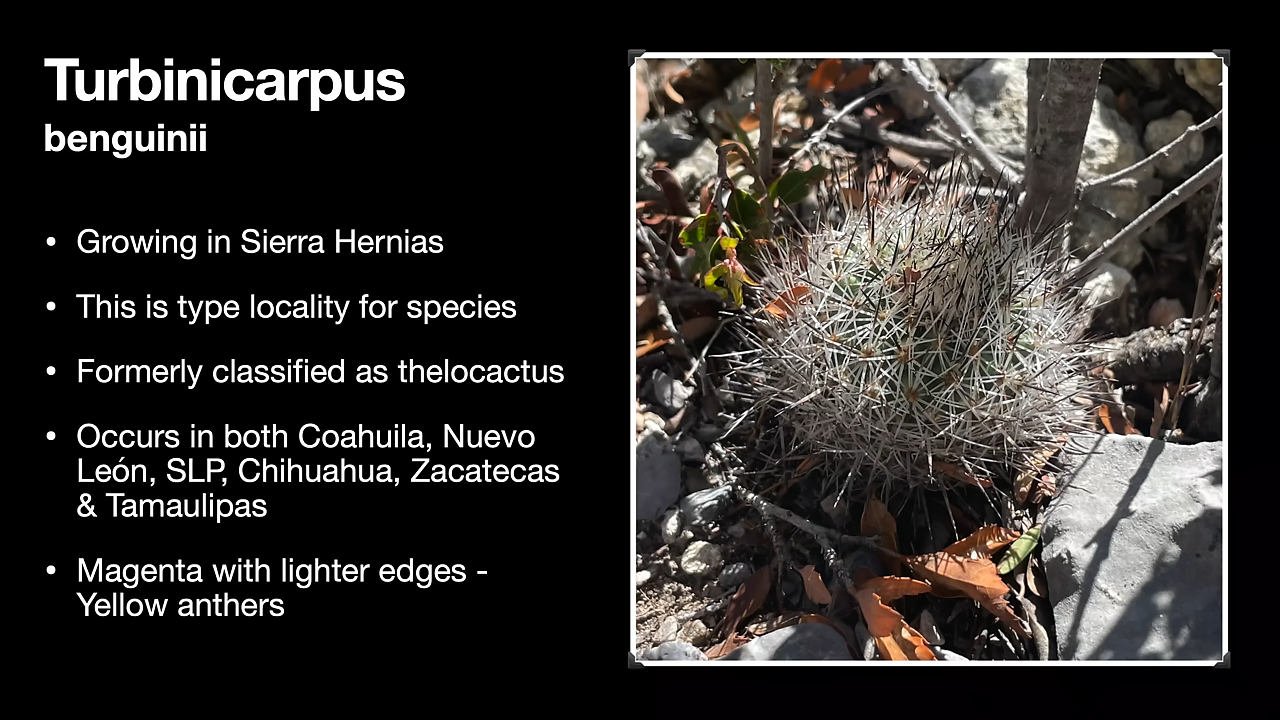 Turbinicarpus
benguinii
• Growing in Sierra Hernias
• This is type locality for species
• Formerly classified as thelocactus
• Occurs in both Coahuila, Nuevo
León, SLP, Chihuahua, Zacatecas
& Tamaulipas
• Magenta with lighter edges -
Yellow anthers